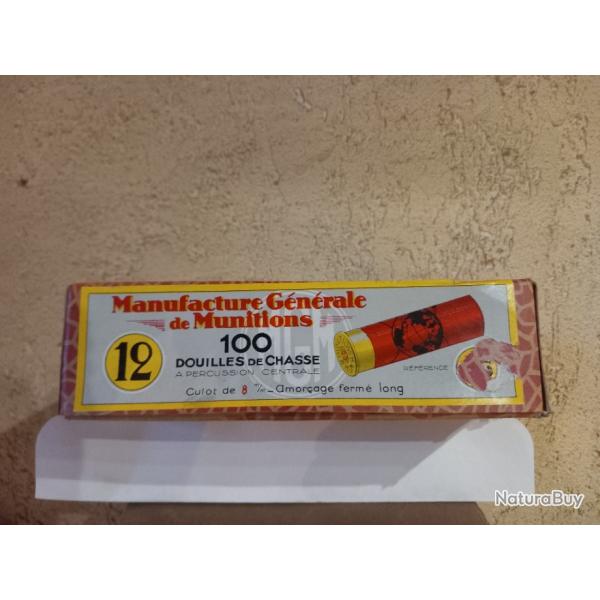 Manufacture Générale
de Munitions
12
100
DOUILLES DE CHASSE
A PERCUSSION CENTRALE
RÉFÉRENCE
Culot de 8 m/m - amorçage fermé long
NaturaBuy